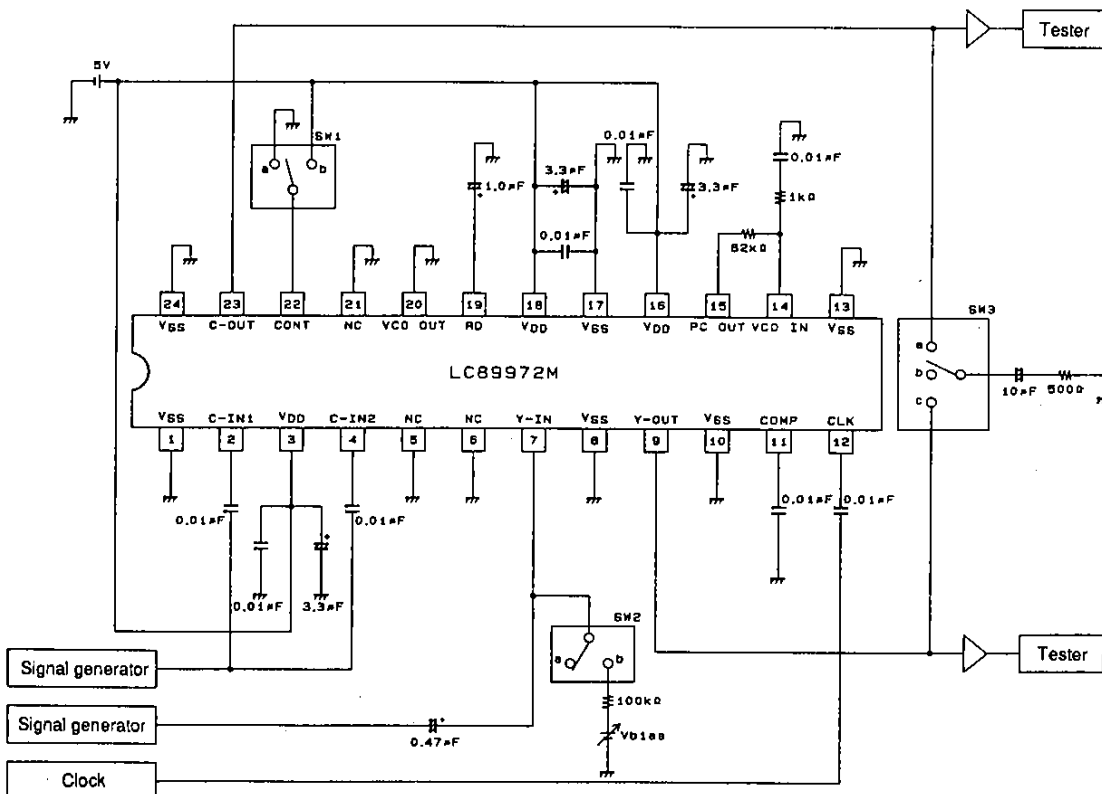 Tester
5V
SW1
a
b
0.01µF
3.3µF
1.0µF
3.3µF
0.01µF
1kΩ
0.01µF
82kΩ
24
23
22
21
20
19
18
17
16
15
14
13
VSS
C-OUT
CONT
NC
VCO OUT
RD
VDD
VSS
VDD
PC OUT
VCO IN
VSS
SW3
a
b
c
10µF
500Ω
LC89972M
VSS
C-IN1
VDD
C-IN2
NC
NC
Y-IN
VSS
Y-OUT
VSS
COMP
CLK
1
2
3
4
5
6
7
8
9
10
11
12
0.01µF
0.01µF
0.01µF
0.01µF
0.01µF
3.3µF
SW2
a
b
Signal generator
Tester
100kΩ
Signal generator
0.47µF
Vbias
Clock